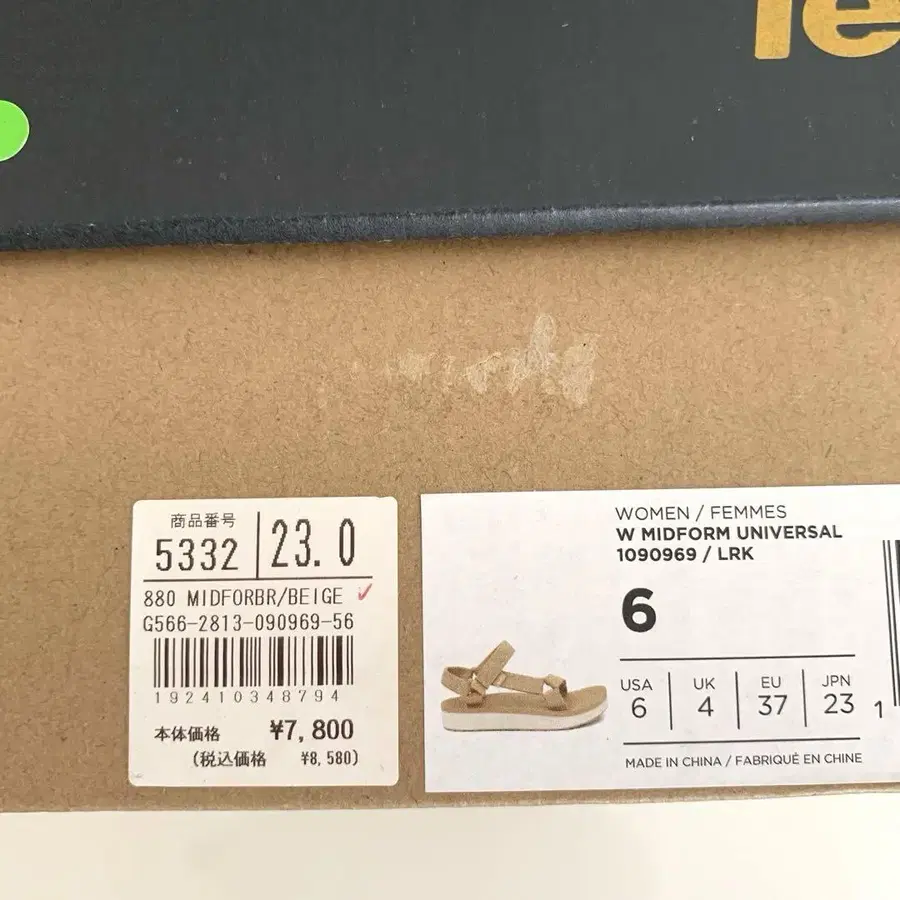 Te
商品番号
5332 23.0
880 MIDFORBR/BEIGE ✓
G566-2813-090969-56
192410348794
本体価格 ¥7,800
(税込価格 ¥8,580)
WOMEN / FEMMES
W MIDFORM UNIVERSAL
1090969 / LRK
6
USA UK EU JPN
6 4 37 23
1
MADE IN CHINA / FABRIQUÉ EN CHINE